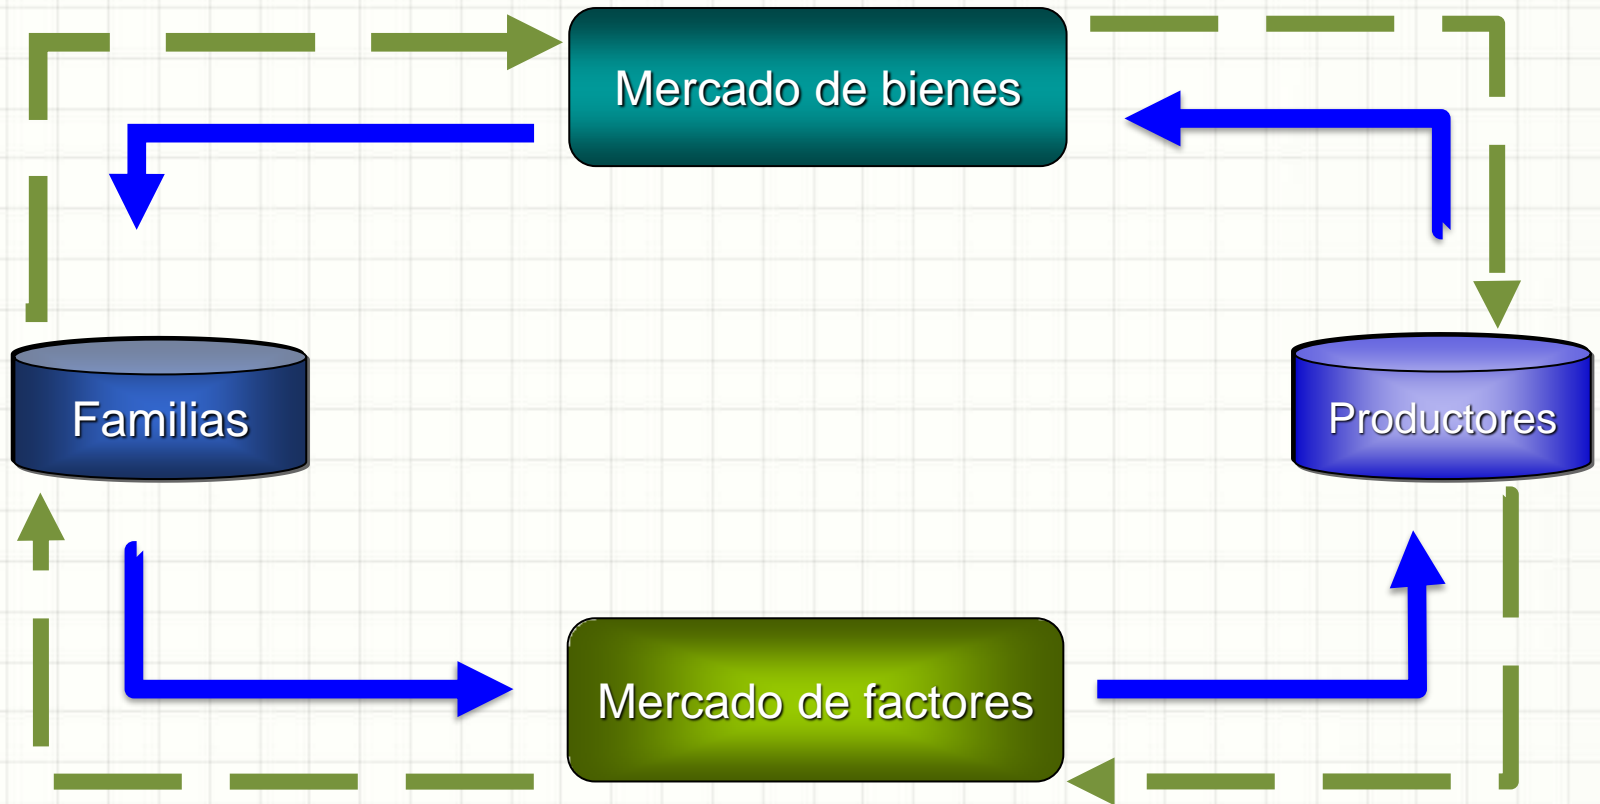 Mercado de bienes
Familias
Productores
Mercado de factores